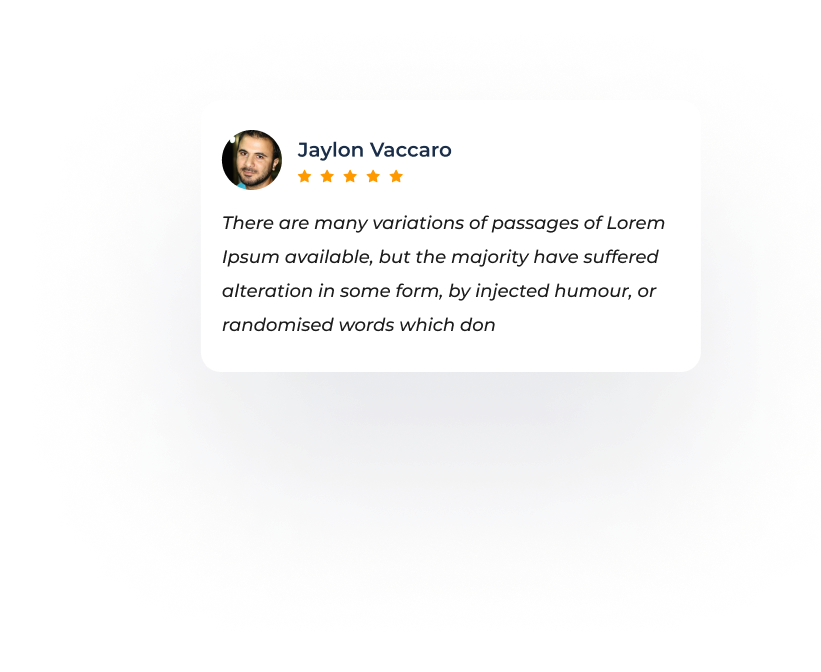 Jaylon Vaccaro
There are many variations of passages of Lorem
Ipsum available, but the majority have suffered
alteration in some form, by injected humour, or
randomised words which don